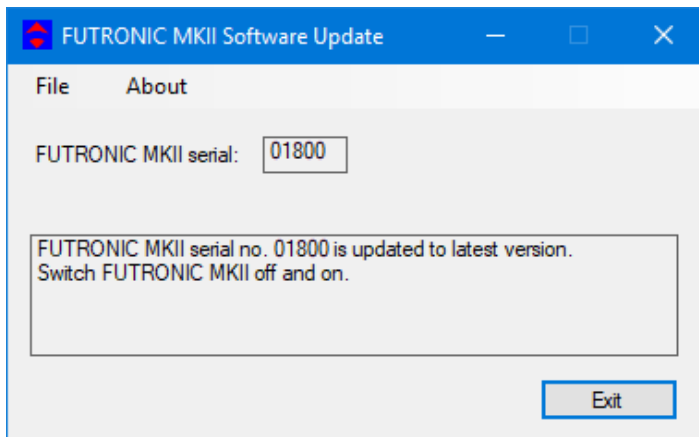 FUTRONIC MKII Software Update
File About
FUTRONIC MKII serial: 01800
FUTRONIC MKII serial no. 01800 is updated to latest version.
Switch FUTRONIC MKII off and on.
Exit